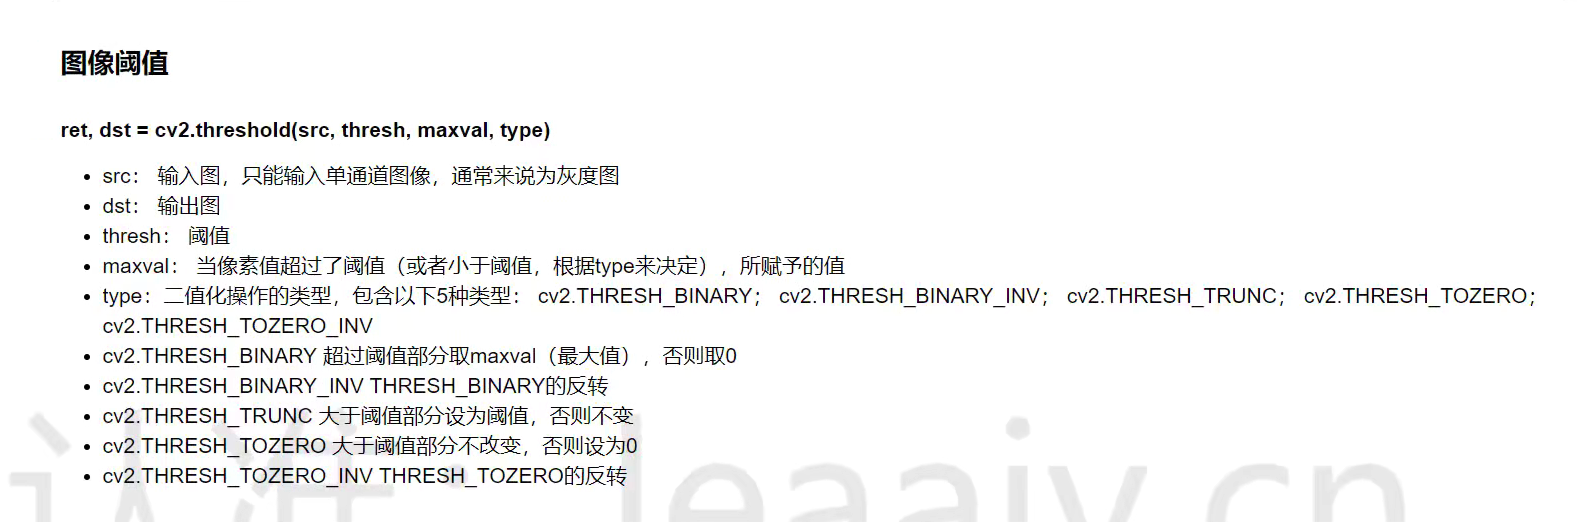 图像阈值
ret, dst = cv2.threshold(src, thresh, maxval, type)
src： 输入图，只能输入单通道图像，通常来说为灰度图
dst： 输出图
thresh： 阈值
maxval： 当像素值超过了阈值（或者小于阈值，根据type来决定），所赋予的值
type：二值化操作的类型，包含以下5种类型： cv2.THRESH_BINARY； cv2.THRESH_BINARY_INV； cv2.THRESH_TRUNC； cv2.THRESH_TOZERO；
cv2.THRESH_TOZERO_INV
cv2.THRESH_BINARY 超过阈值部分取maxval（最大值），否则取0
cv2.THRESH_BINARY_INV THRESH_BINARY的反转
cv2.THRESH_TRUNC 大于阈值部分设为阈值，否则不变
cv2.THRESH_TOZERO 大于阈值部分不改变，否则设为0
cv2.THRESH_TOZERO_INV THRESH_TOZERO的反转